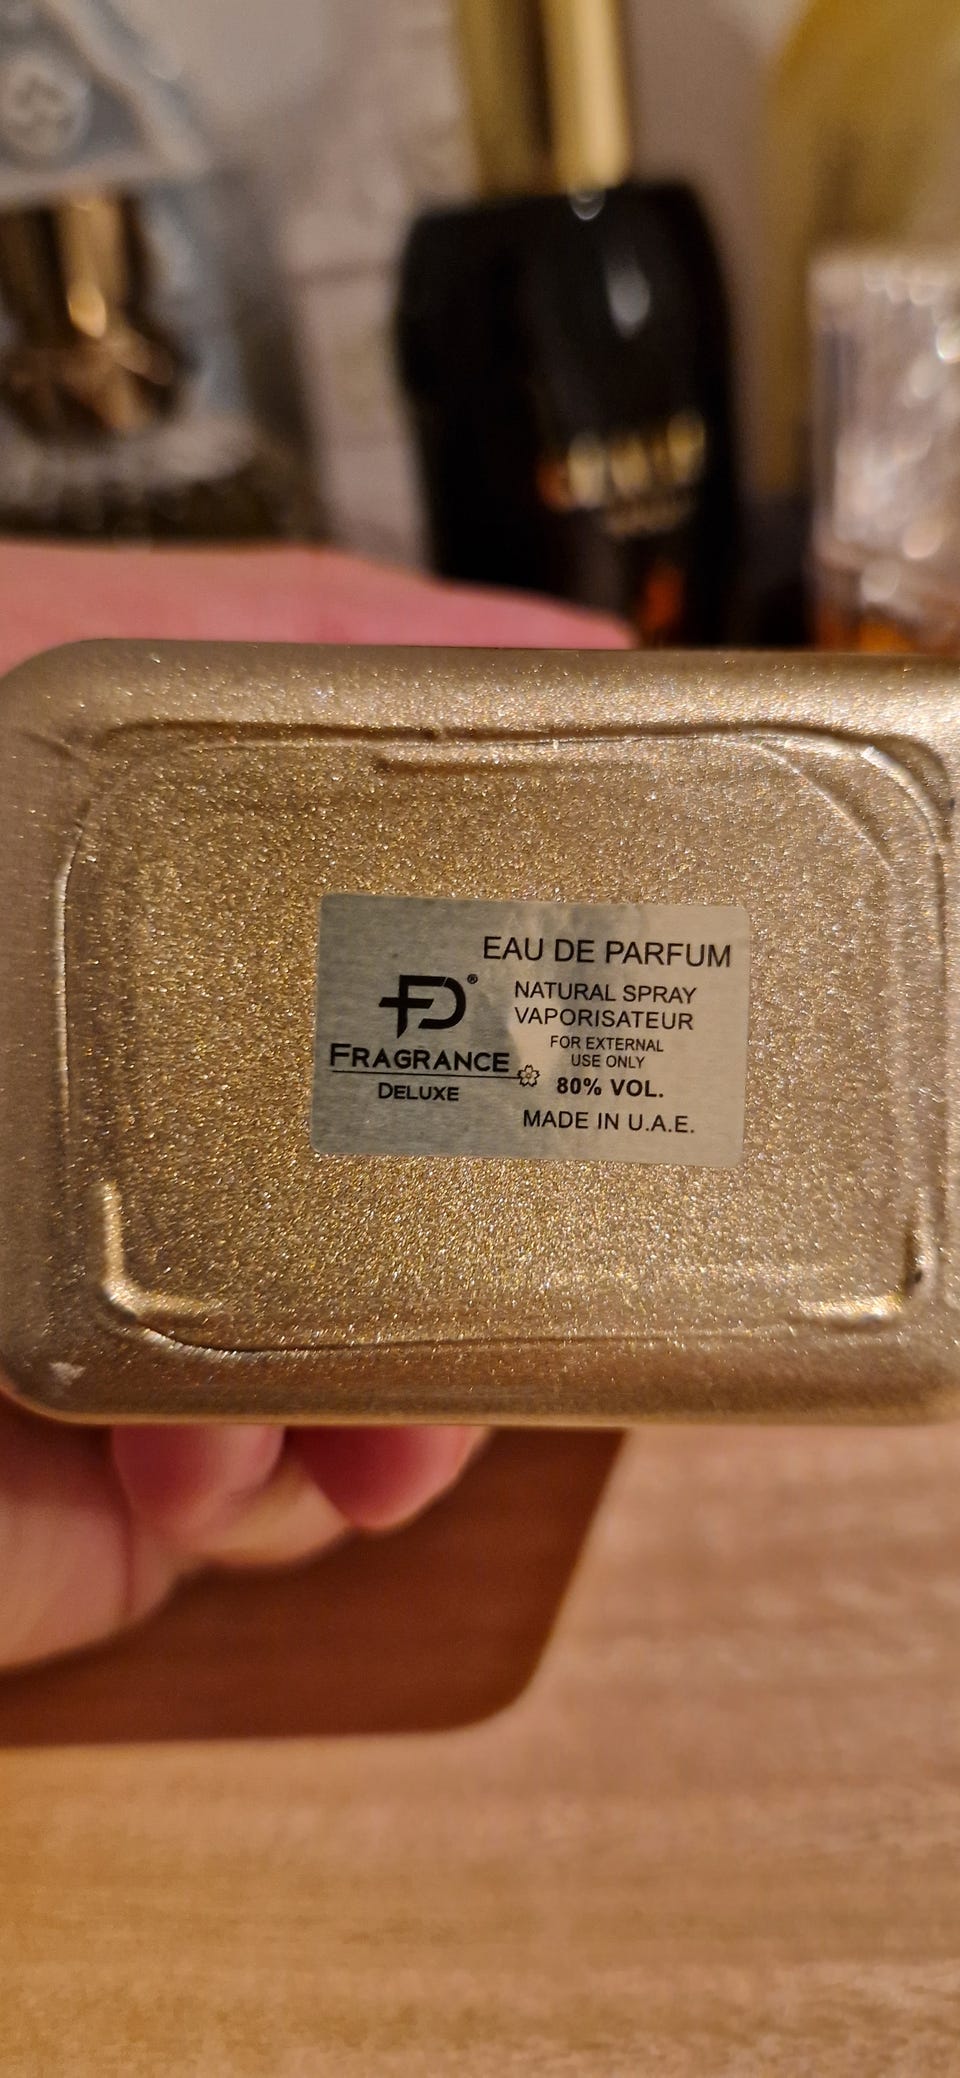 EAU DE PARFUM
FD®
NATURAL SPRAY
VAPORISATEUR
FOR EXTERNAL
USE ONLY
FRAGRANCE
DELUXE
80% VOL.
MADE IN U.A.E.